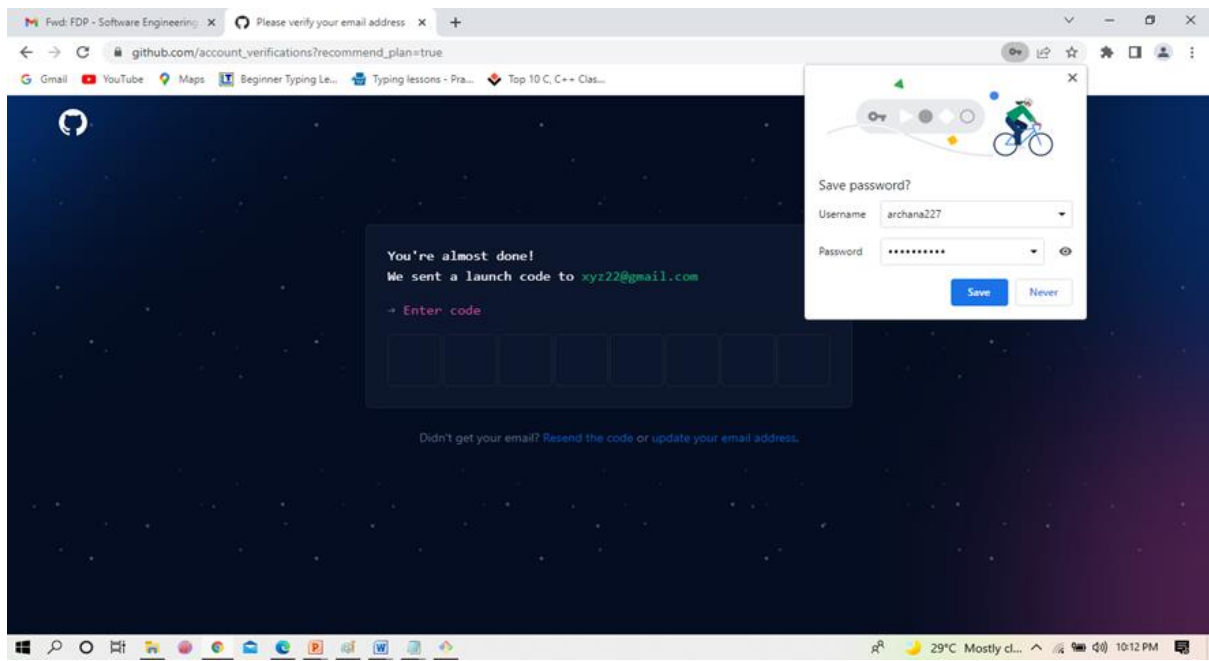 Fwd: FDP - Software Engineering
Please verify your email address
github.com/account_verifications?recommend_plan=true
Gmail
YouTube
Maps
Beginner Typing Le...
Typing lessons - Pra...
Top 10 C, C++ Clas...
Save password?
Username archana227
Password ••••••••••
Save Never
You're almost done!
We sent a launch code to xyz22@gmail.com
→ Enter code
Didn't get your email? Resend the code or update your email address.
29°C Mostly cl... 10:12 PM